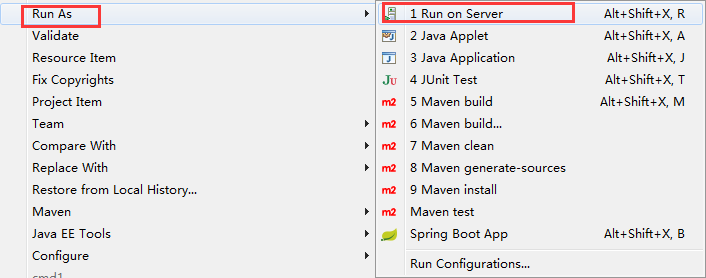 Run As
Validate
Resource Item
Fix Copyrights
Project Item
Team
Compare With
Replace With
Restore from Local History...
Maven
Java EE Tools
Configure
cmd1
1 Run on Server Alt+Shift+X, R
2 Java Applet Alt+Shift+X, A
3 Java Application Alt+Shift+X, J
Ju 4 JUnit Test Alt+Shift+X, T
m2 5 Maven build Alt+Shift+X, M
m2 6 Maven build...
m2 7 Maven clean
m2 8 Maven generate-sources
m2 9 Maven install
m2 Maven test
Spring Boot App Alt+Shift+X, B
Run Configurations...